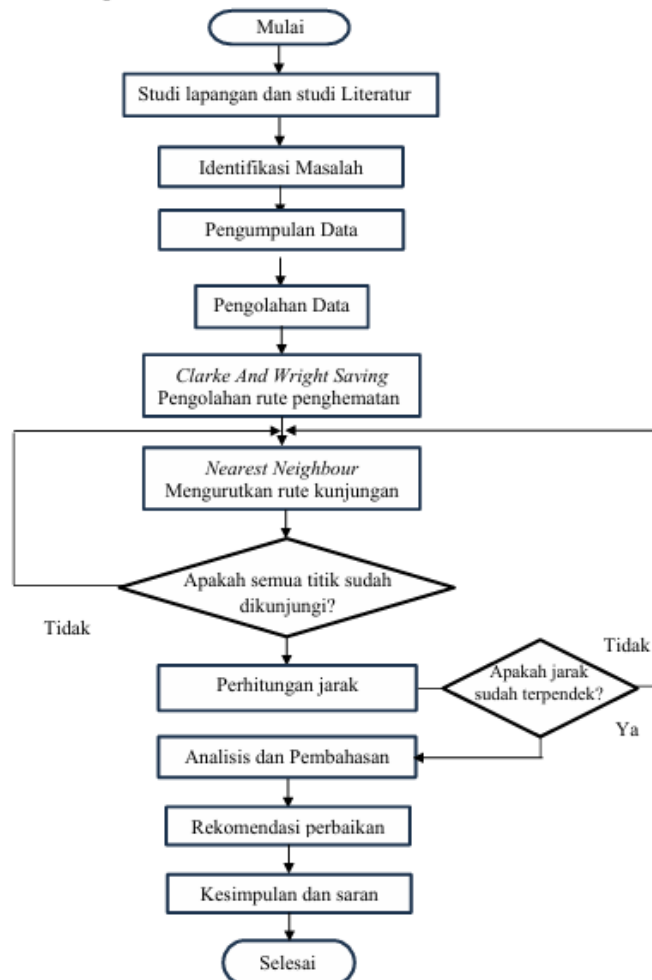 Mulai
Studi lapangan dan studi Literatur
Identifikasi Masalah
Pengumpulan Data
Pengolahan Data
Clarke And Wright Saving
Pengolahan rute penghematan
Nearest Neighbour
Mengurutkan rute kunjungan
Apakah semua titik sudah
dikunjungi?
Tidak
Perhitungan jarak
Apakah jarak
sudah terpendek?
Tidak
Ya
Analisis dan Pembahasan
Rekomendasi perbaikan
Kesimpulan dan saran
Selesai